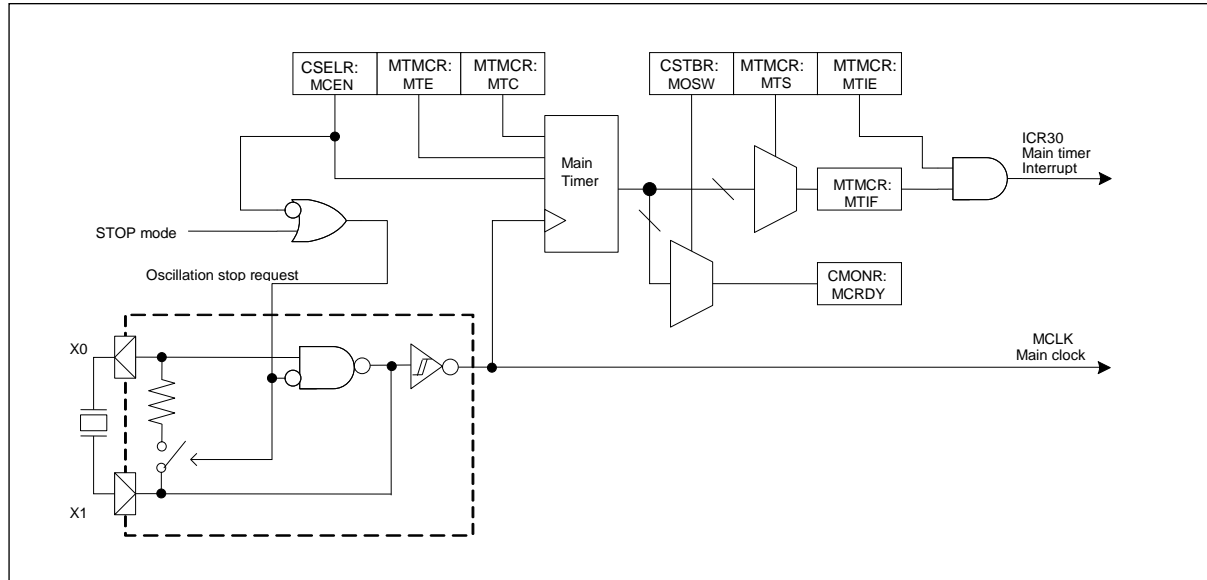 CSELR:
MCEN
MTMCR:
MTE
MTMCR:
MTC
CSTBR:
MOSW
MTMCR:
MTS
MTMCR:
MTIE
ICR30
Main timer
Interrupt
Main
Timer
MTMCR:
MTIF
STOP mode
Oscillation stop request
CMONR:
MCRDY
X0
MCLK
Main clock
X1